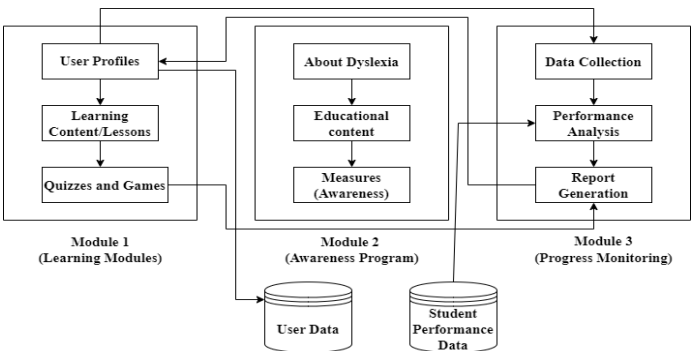 User Profiles
Learning
Content/Lessons
Quizzes and Games
Module 1
(Learning Modules)
About Dyslexia
Educational
content
Measures
(Awareness)
Module 2
(Awareness Program)
Data Collection
Performance
Analysis
Report
Generation
Module 3
(Progress Monitoring)
User Data
Student
Performance
Data